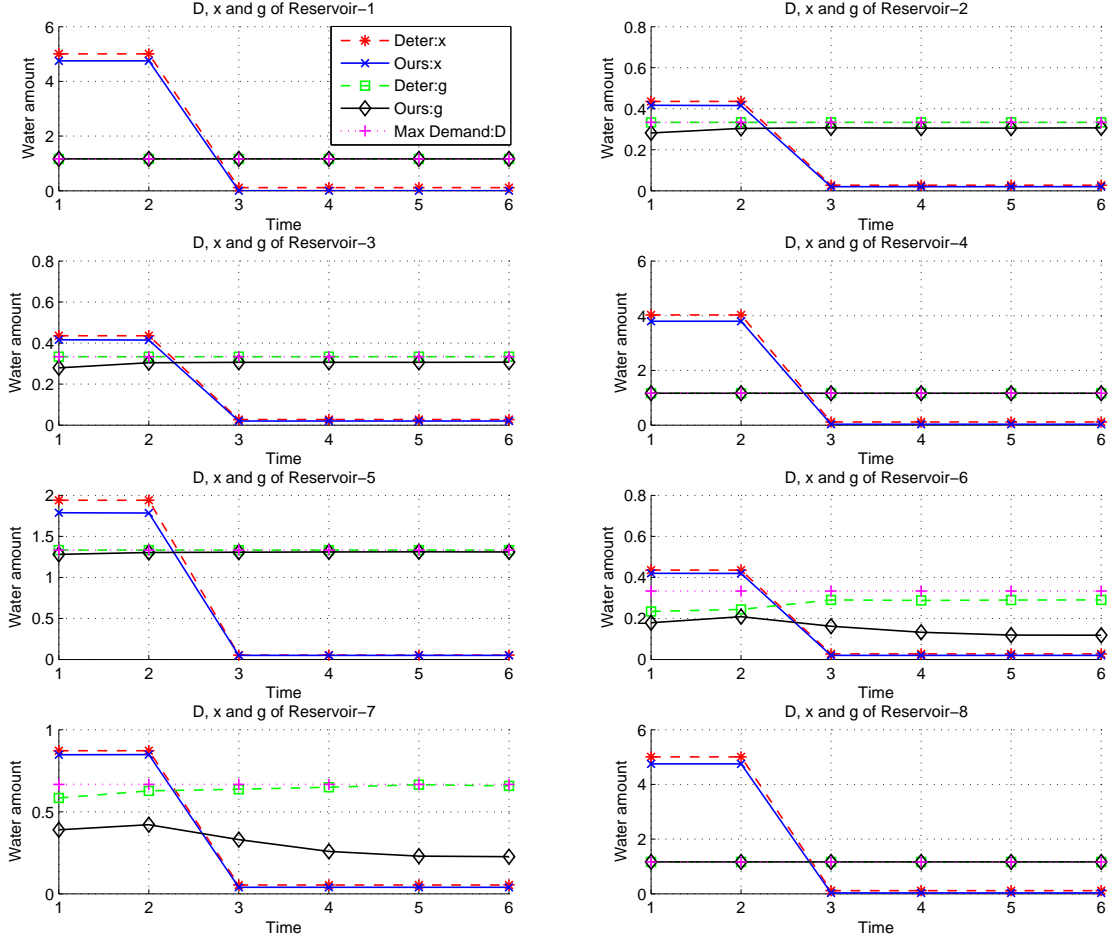 D, x and g of Reservoir−1
Water amount
6
4
2
0
1 2 3 4 5 6
Time
Deter:x
Ours:x
Deter:g
Ours:g
Max Demand:D
D, x and g of Reservoir−2
Water amount
0.8
0.6
0.4
0.2
0
1 2 3 4 5 6
Time
D, x and g of Reservoir−3
Water amount
0.8
0.6
0.4
0.2
0
1 2 3 4 5 6
Time
D, x and g of Reservoir−4
Water amount
6
4
2
0
1 2 3 4 5 6
Time
D, x and g of Reservoir−5
Water amount
2
1.5
1
0.5
0
1 2 3 4 5 6
Time
D, x and g of Reservoir−6
Water amount
0.8
0.6
0.4
0.2
0
1 2 3 4 5 6
Time
D, x and g of Reservoir−7
Water amount
1
0.5
0
1 2 3 4 5 6
Time
D, x and g of Reservoir−8
Water amount
6
4
2
0
1 2 3 4 5 6
Time